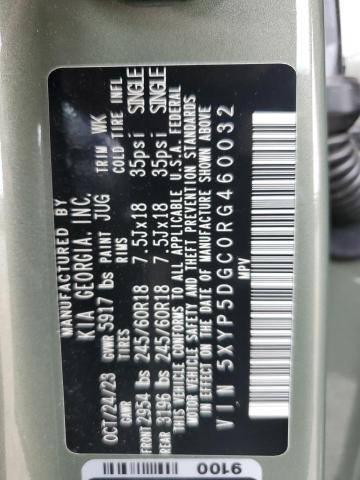 MANUFACTURED BY
KIA GEORGIA, INC.
OCT/24/23 PAINT JUG TRIM WK
GVWR 5917 lbs
GAWR RIMS COLD TIRE INFL
FRONT 2954 lbs 245/60R18 7.5Jx18 35psi SINGLE
REAR 3196 lbs 245/60R18 7.5Jx18 35psi SINGLE
THIS VEHICLE CONFORMS TO ALL APPLICABLE U.S.A. FEDERAL
MOTOR VEHICLE SAFETY AND THEFT PREVENTION STANDARDS
IN EFFECT ON THE DATE OF MANUFACTURE SHOWN ABOVE.
VIN 5XYP5DGC0RG460032
MPV
9100